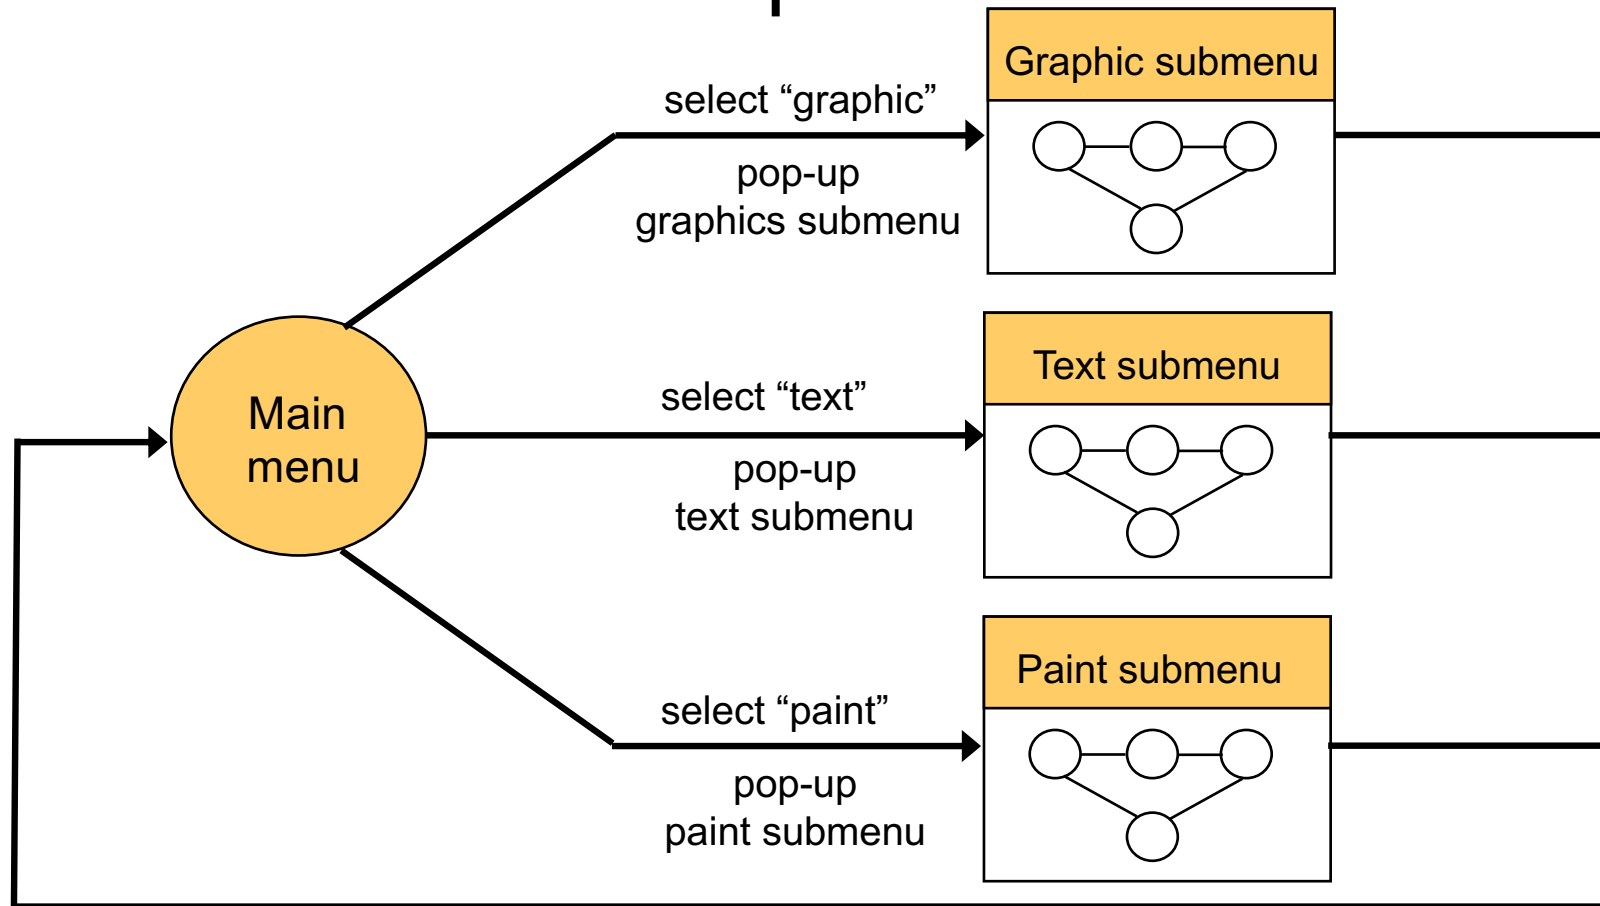 Graphic submenu
select “graphic”
pop-up
graphics submenu
Text submenu
Main
menu
select “text”
pop-up
text submenu
Paint submenu
select “paint”
pop-up
paint submenu